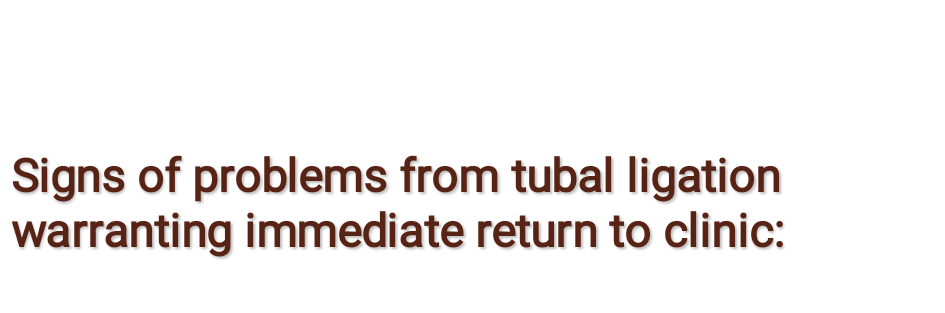 Signs of problems from tubal ligation
warranting immediate return to clinic: